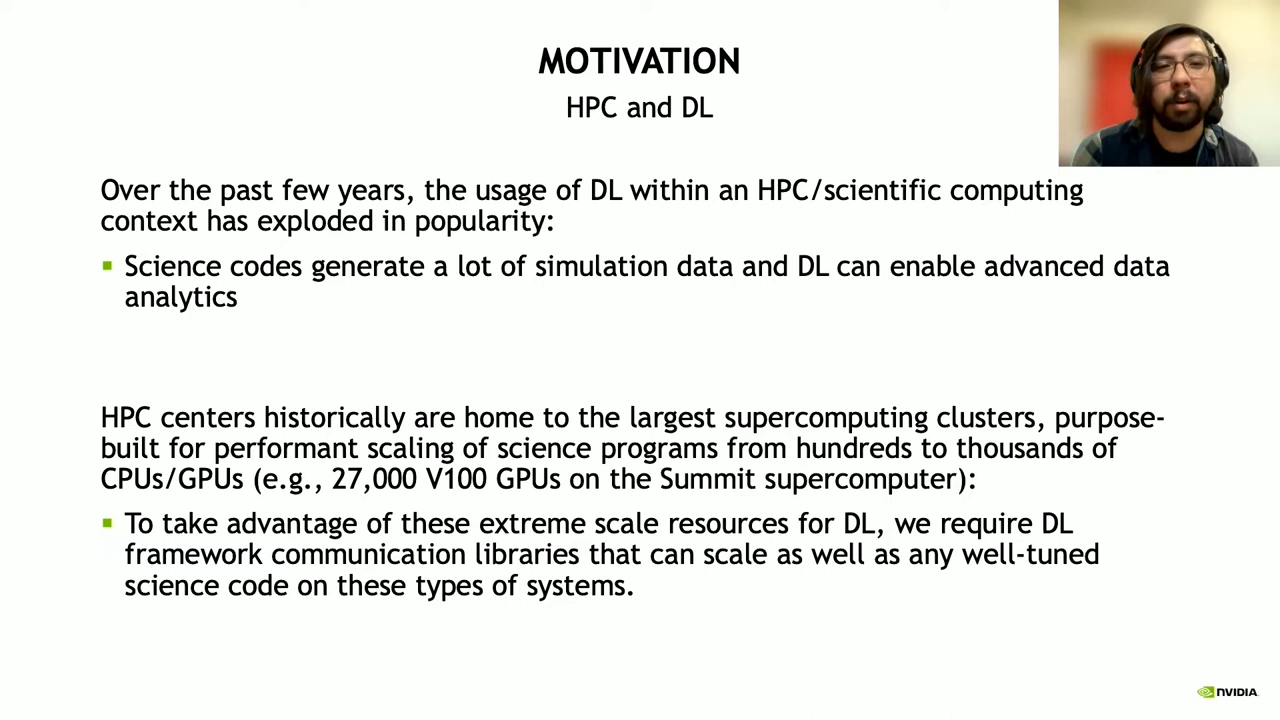 MOTIVATION
HPC and DL
Over the past few years, the usage of DL within an HPC/scientific computing
context has exploded in popularity:
▪ Science codes generate a lot of simulation data and DL can enable advanced data
analytics
HPC centers historically are home to the largest supercomputing clusters, purpose-
built for performant scaling of science programs from hundreds to thousands of
CPUs/GPUs (e.g., 27,000 V100 GPUs on the Summit supercomputer):
▪ To take advantage of these extreme scale resources for DL, we require DL
framework communication libraries that can scale as well as any well-tuned
science code on these types of systems.
NVIDIA.